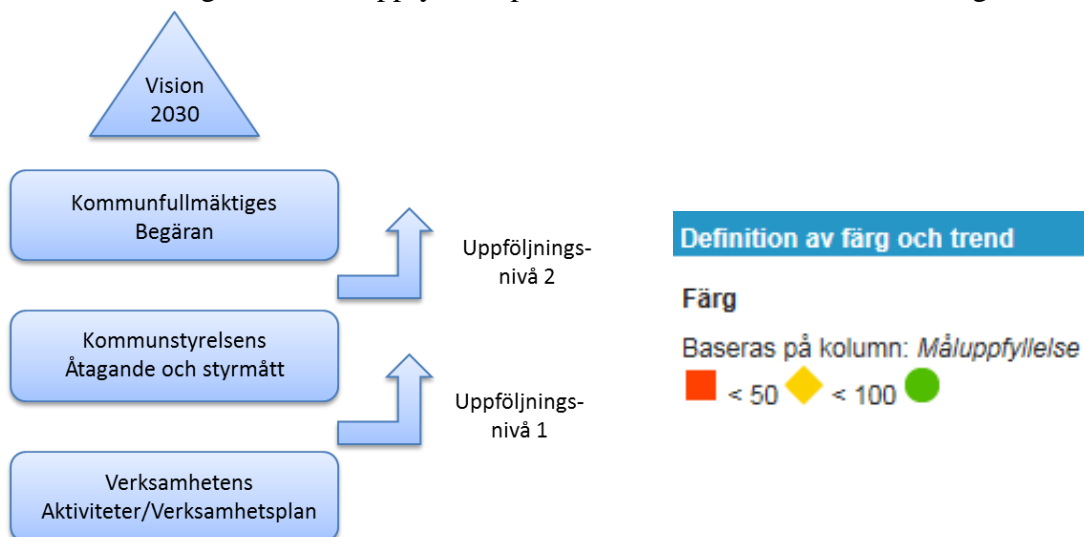 Vision
2030
Kommunfullmäktiges
Begäran
Uppföljnings-
nivå 2
Kommunstyrelsens
Åtagande och styrmått
Uppföljnings-
nivå 1
Verksamhetens
Aktiviteter/Verksamhetsplan
Definition av färg och trend
Färg
Baseras på kolumn: Måluppfyllelse
< 50 < 100